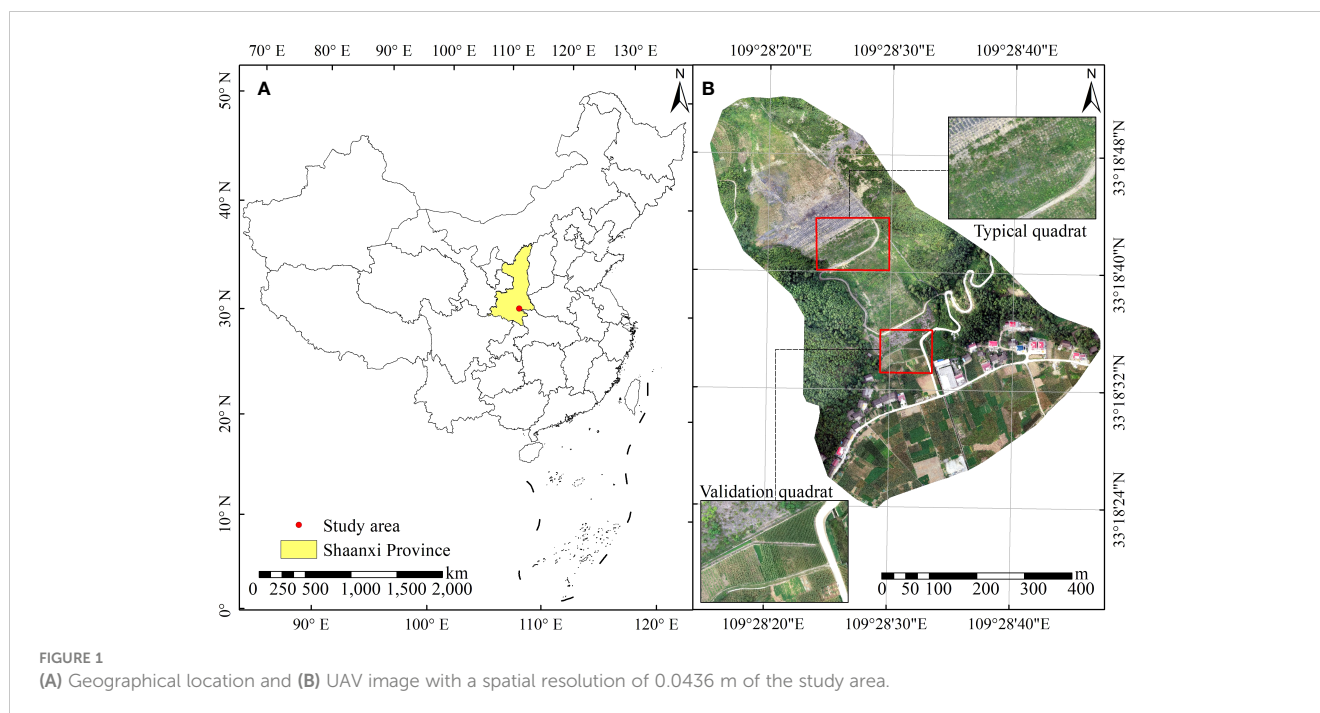 70° E 80° E 90° E 100° E 110° E 120° E 130° E
109°28'20"E 109°28'30"E 109°28'40"E
A
N
50° N
40° N
30° N
20° N
10° N
0°
Study area
Shaanxi Province
km
0 250 500 1,000 1,500 2,000
90° E 100° E 110° E 120° E
B
N
Typical quadrat
Validation quadrat
33°18'48"N
33°18'40"N
33°18'32"N
33°18'24"N
m
0 50 100 200 300 400
109°28'20"E 109°28'30"E 109°28'40"E
FIGURE 1
(A) Geographical location and (B) UAV image with a spatial resolution of 0.0436 m of the study area.